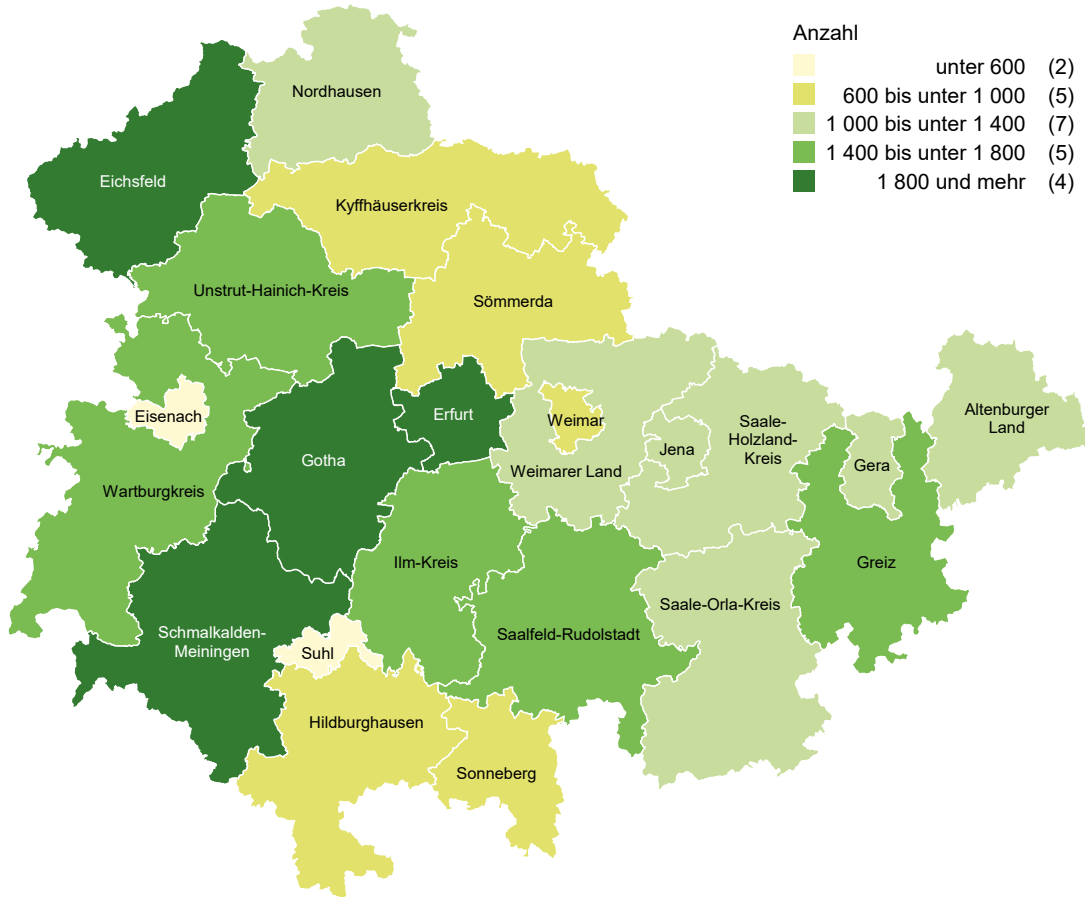 Anzahl
unter 600 (2)
600 bis unter 1 000 (5)
1 000 bis unter 1 400 (7)
1 400 bis unter 1 800 (5)
1 800 und mehr (4)
Nordhausen
Eichsfeld
Kyffhäuserkreis
Unstrut-Hainich-Kreis
Sömmerda
Eisenach
Erfurt
Weimar
Altenburger
Land
Saale-
Holzland-
Kreis
Jena
Gotha
Weimarer Land
Gera
Wartburgkreis
Ilm-Kreis
Greiz
Saale-Orla-Kreis
Schmalkalden-
Meiningen
Saalfeld-Rudolstadt
Suhl
Hildburghausen
Sonneberg